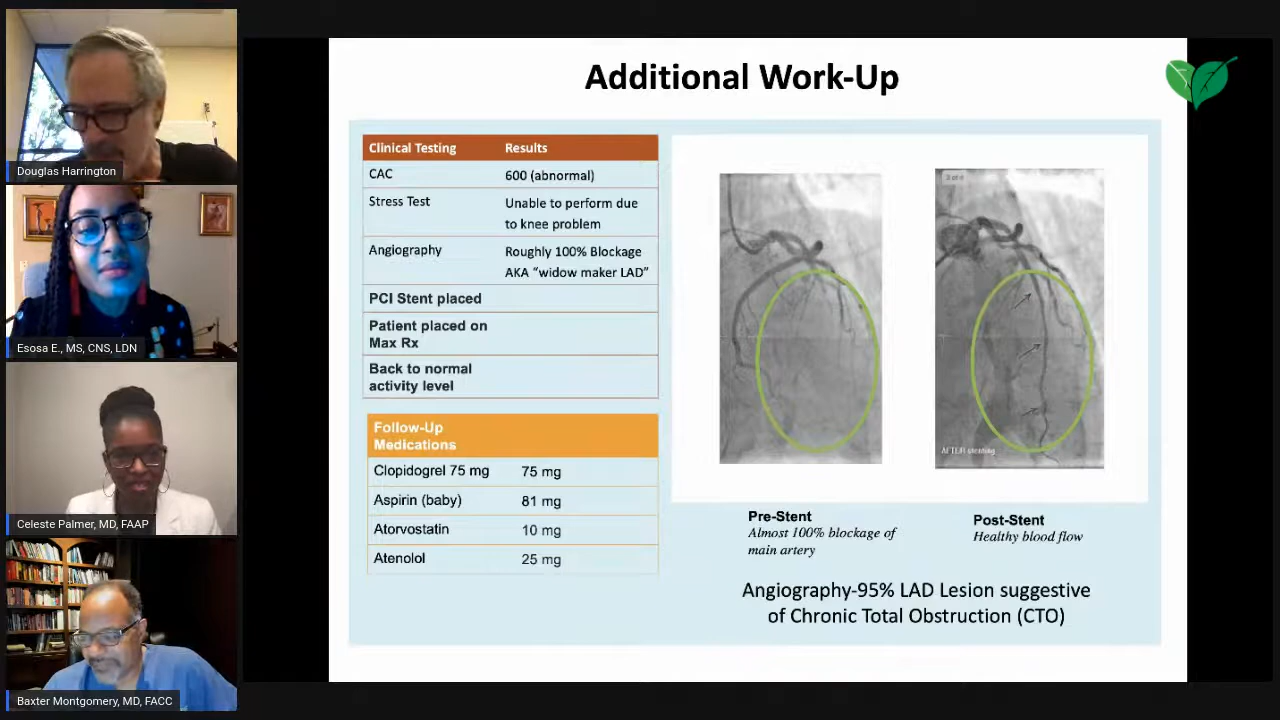 Additional Work-Up
Clinical Testing Results
CAC 600 (abnormal)
Stress Test Unable to perform due
to knee problem
Angiography Roughly 100% Blockage
AKA “widow maker LAD”
PCI Stent placed
Patient placed on
Max Rx
Back to normal
activity level
Follow-Up
Medications
Clopidogrel 75 mg 75 mg
Aspirin (baby) 81 mg
Atorvostatin 10 mg
Atenolol 25 mg
AFTER stenting
Pre-Stent
Almost 100% blockage of
main artery
Post-Stent
Healthy blood flow
Angiography-95% LAD Lesion suggestive
of Chronic Total Obstruction (CTO)
Douglas Harrington
Esosa E., MS, CNS, LDN
Celeste Palmer, MD, FAAP
Baxter Montgomery, MD, FACC